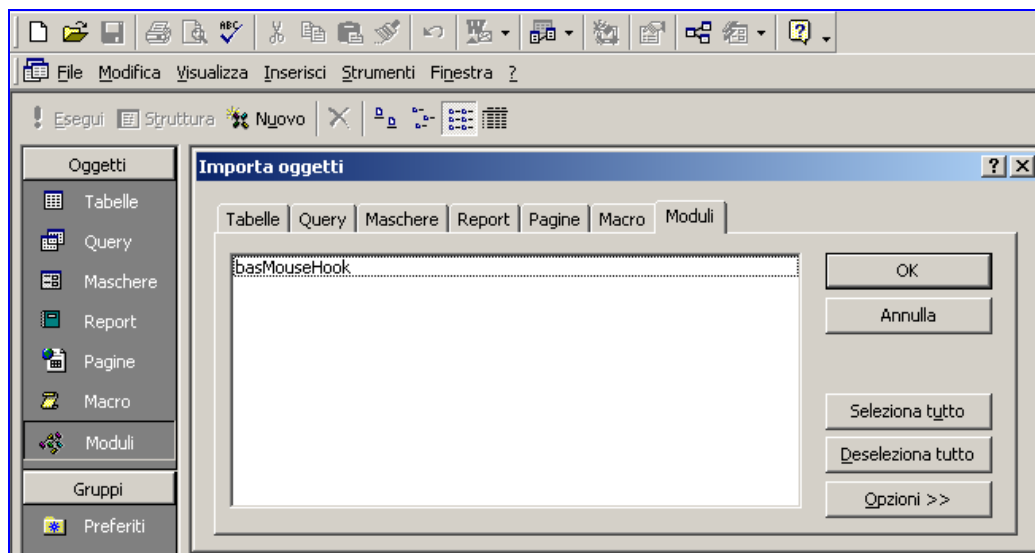 File Modifica Visualizza Inserisci Strumenti Finestra ?
Esegui Struttura Nuovo
Oggetti
Tabelle
Query
Maschere
Report
Pagine
Macro
Moduli
Gruppi
Preferiti
Importa oggetti
Tabelle Query Maschere Report Pagine Macro Moduli
basMouseHook
OK
Annulla
Seleziona tutto
Deseleziona tutto
Opzioni >>